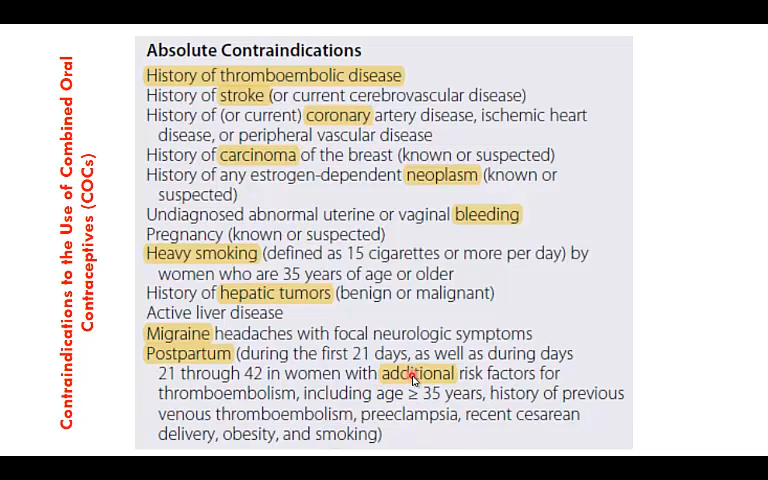 Contraindications to the Use of Combined Oral
Contraceptives (COCs)
Absolute Contraindications
History of thromboembolic disease
History of stroke (or current cerebrovascular disease)
History of (or current) coronary artery disease, ischemic heart
disease, or peripheral vascular disease
History of carcinoma of the breast (known or suspected)
History of any estrogen-dependent neoplasm (known or
suspected)
Undiagnosed abnormal uterine or vaginal bleeding
Pregnancy (known or suspected)
Heavy smoking (defined as 15 cigarettes or more per day) by
women who are 35 years of age or older
History of hepatic tumors (benign or malignant)
Active liver disease
Migraine headaches with focal neurologic symptoms
Postpartum (during the first 21 days, as well as during days
21 through 42 in women with additional risk factors for
thromboembolism, including age ≥ 35 years, history of previous
venous thromboembolism, preeclampsia, recent cesarean
delivery, obesity, and smoking)